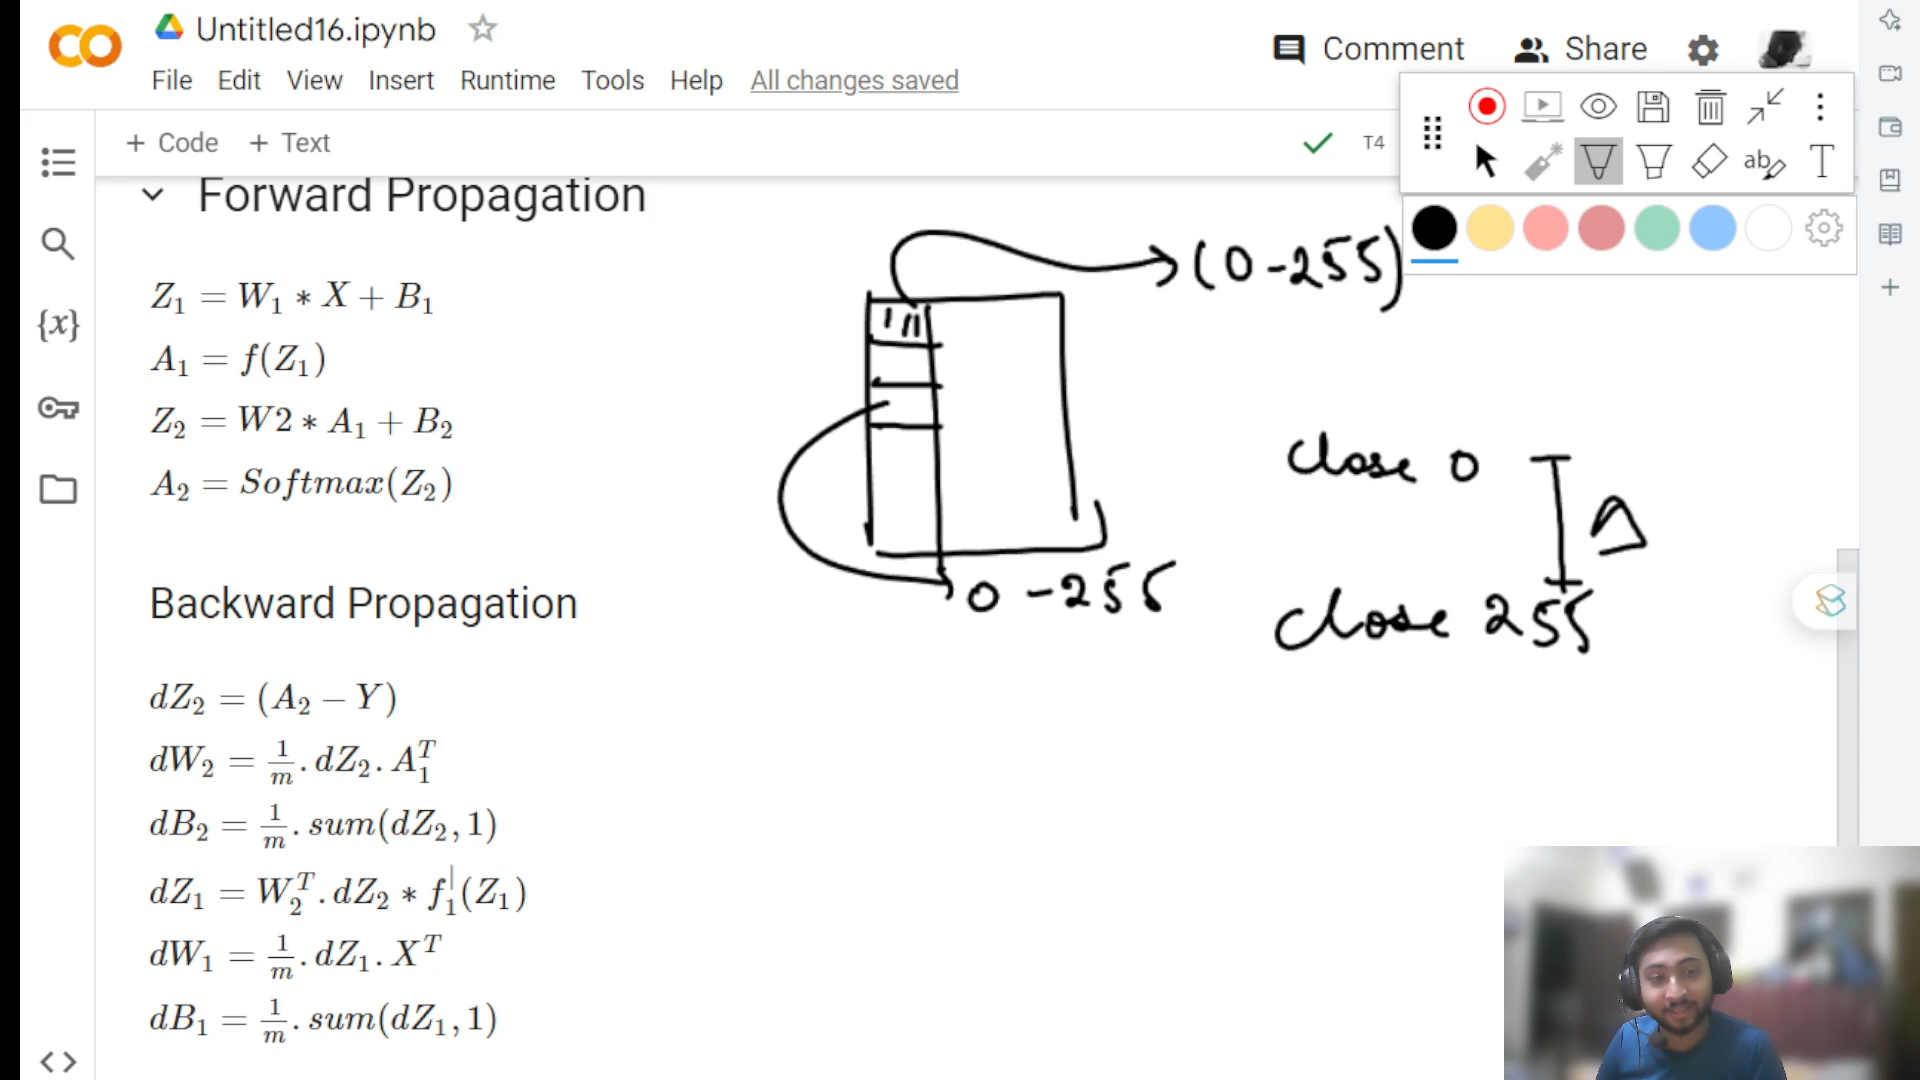 Untitled16.ipynb
Comment
Share
File Edit View Insert Runtime Tools Help All changes saved
+ Code + Text
T4
ab
T
{x}
Forward Propagation
Z₁ = W₁ ∗ X + B₁
A₁ = f(Z₁)
Z₂ = W2 ∗ A₁ + B₂
A₂ = Softmax(Z₂)
(0-255)
0-255
close 0
close 255
Δ
Backward Propagation
dZ₂ = (A₂ − Y)
dW₂ = 1/m . dZ₂. A₁ᵀ
dB₂ = 1/m . sum(dZ₂, 1)
dZ₁ = W₂ᵀ. dZ₂ ∗ f₁|(Z₁)
dW₁ = 1/m . dZ₁. Xᵀ
dB₁ = 1/m . sum(dZ₁, 1)